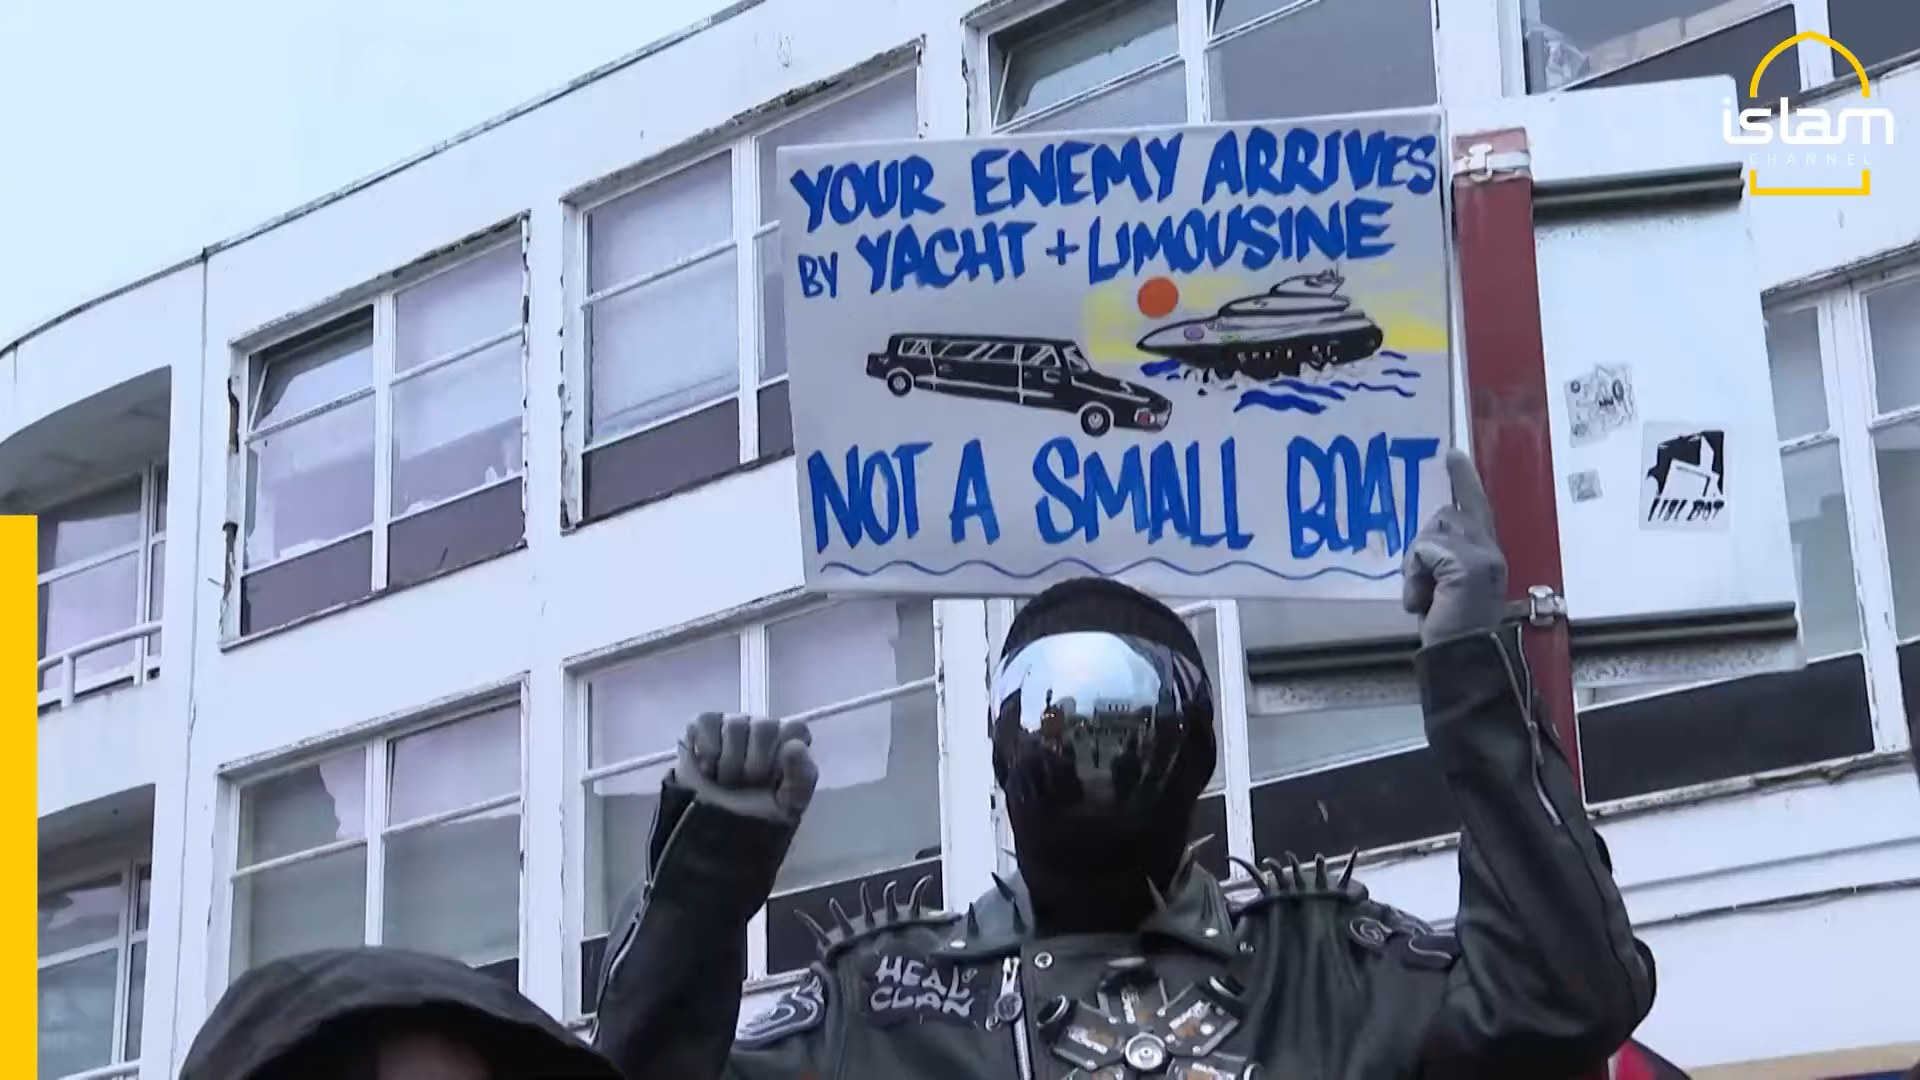 YOUR ENEMY ARRIVES
BY YACHT + LIMOUSINE
NOT A SMALL BOAT
islam
CHANNEL
HEAL
CLAN